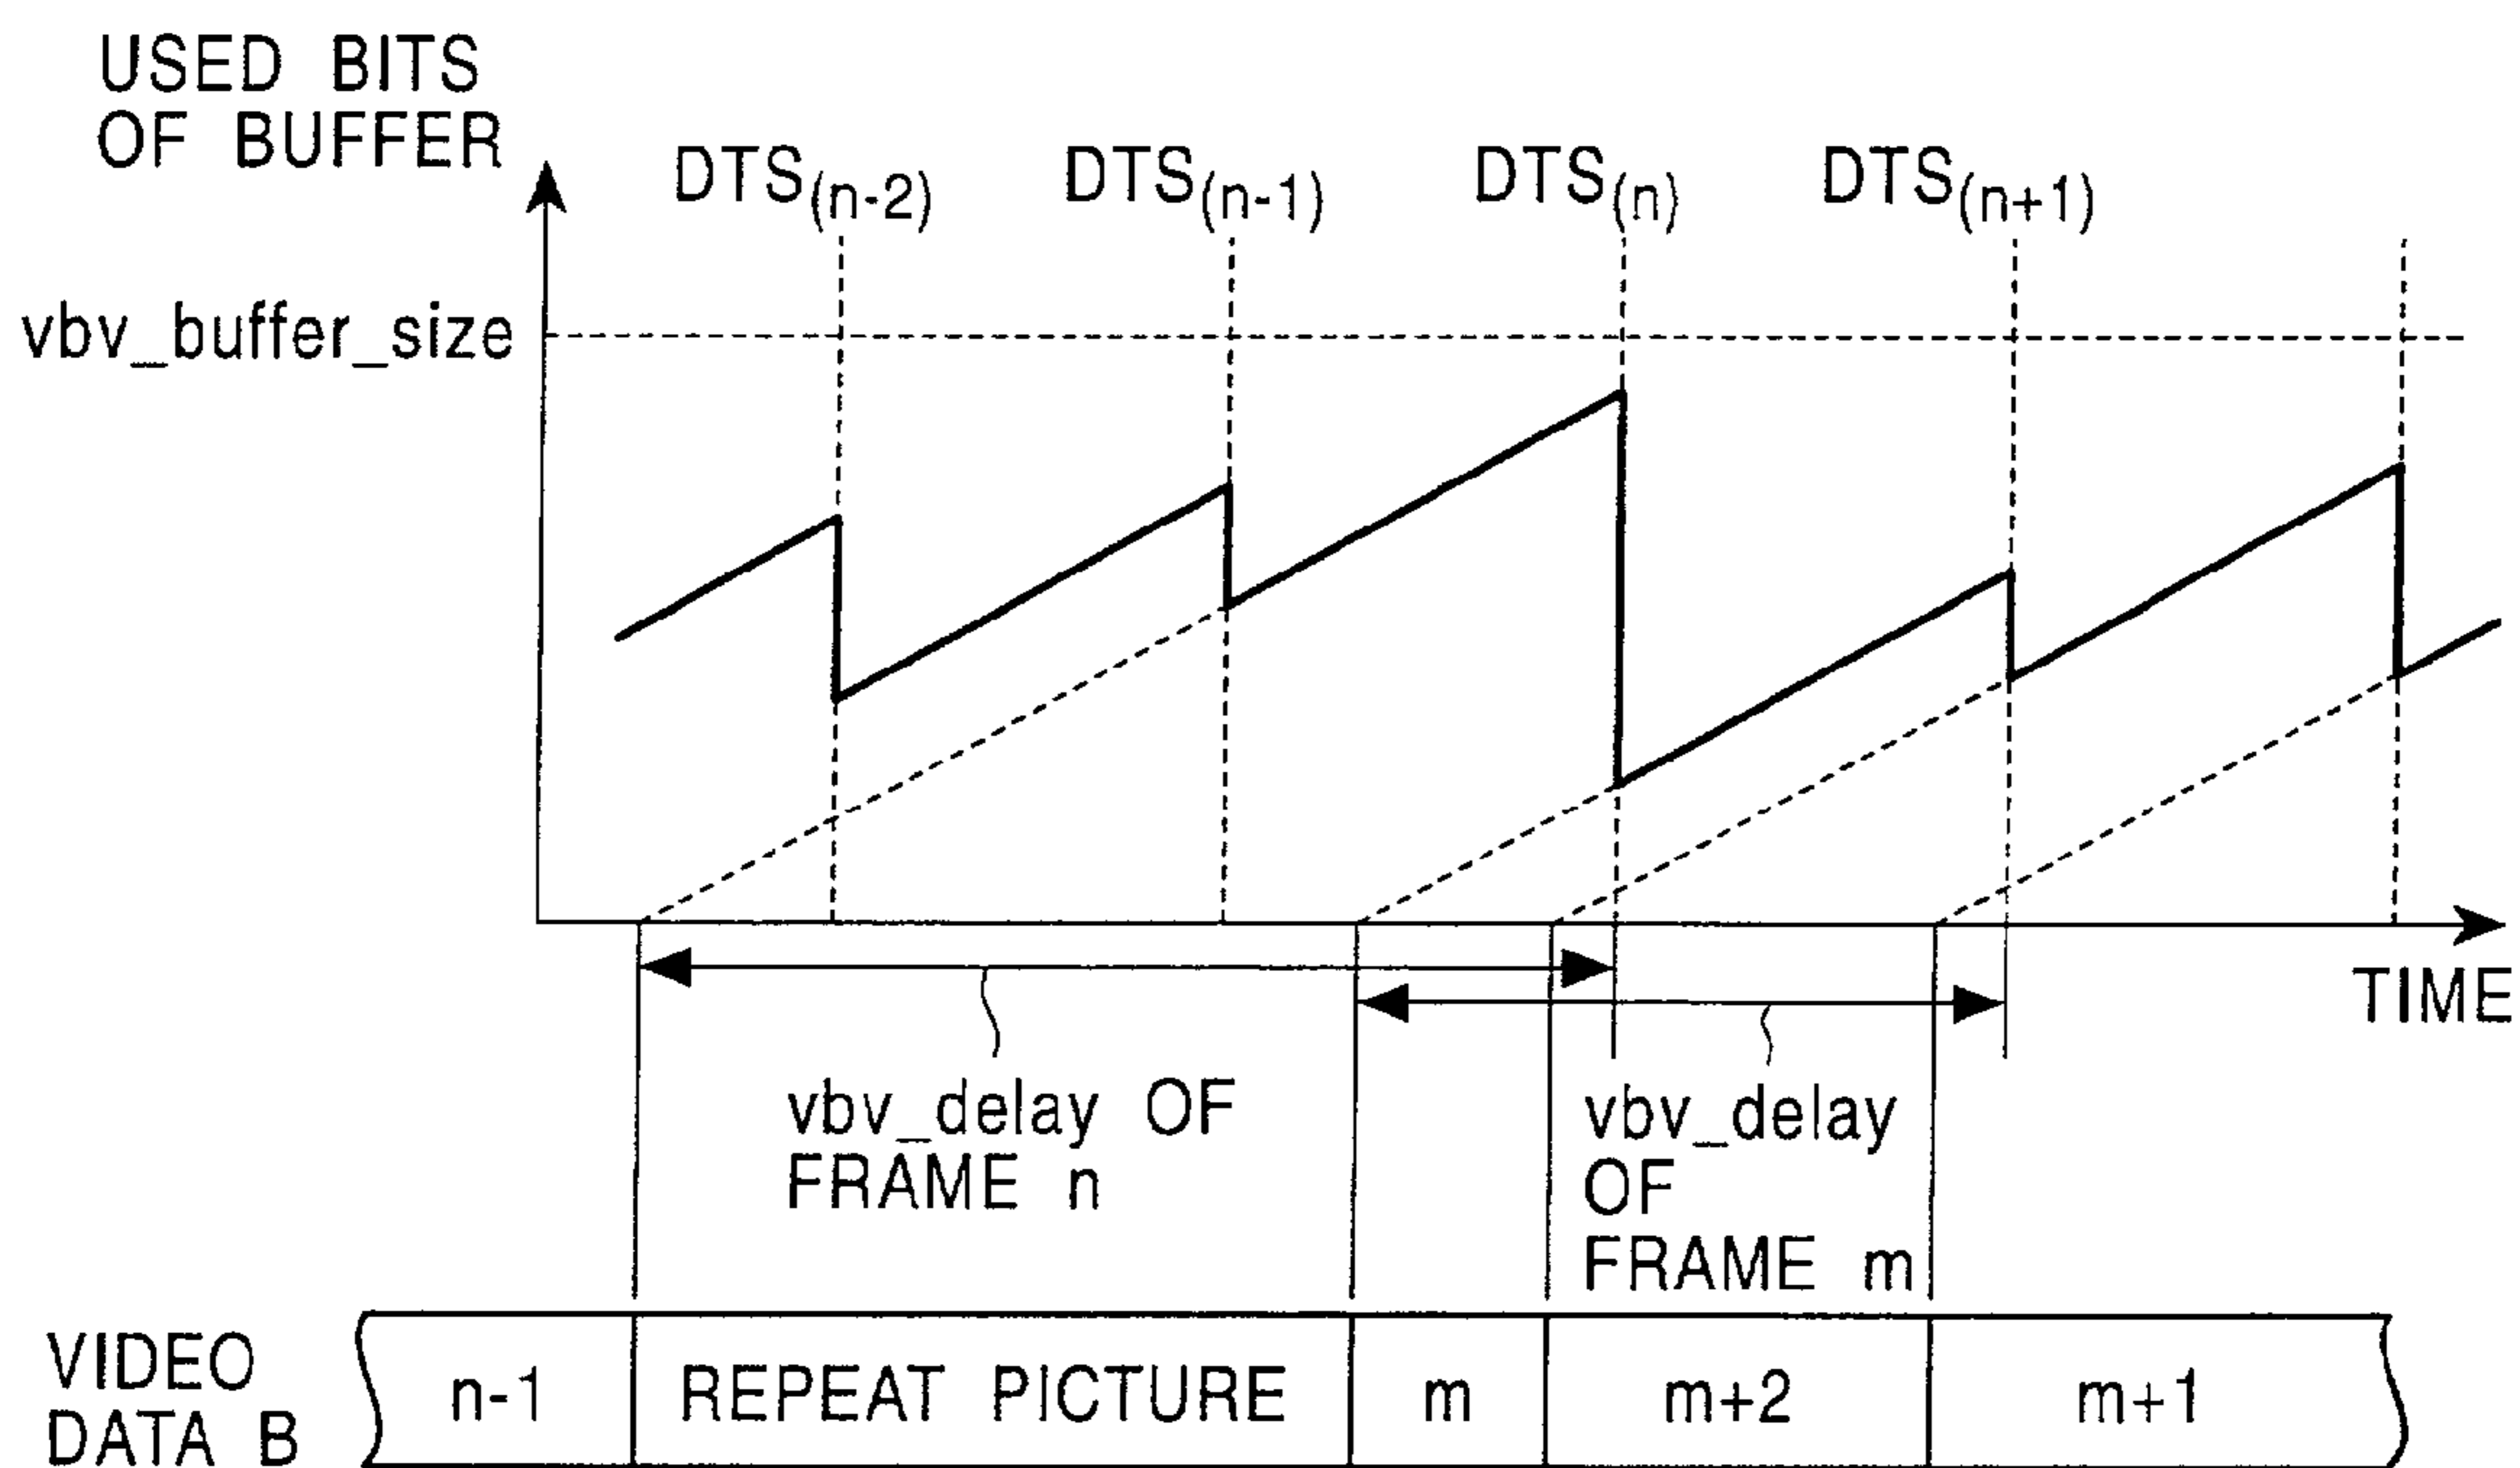 USED BITS
OF BUFFER
DTS(n-2)
DTS(n-1)
DTS(n)
DTS(n+1)
vbv_buffer_size
TIME
vbv_delay OF
FRAME n
vbv_delay
OF
FRAME m
VIDEO
DATA B
n-1
REPEAT PICTURE
m
m+2
m+1